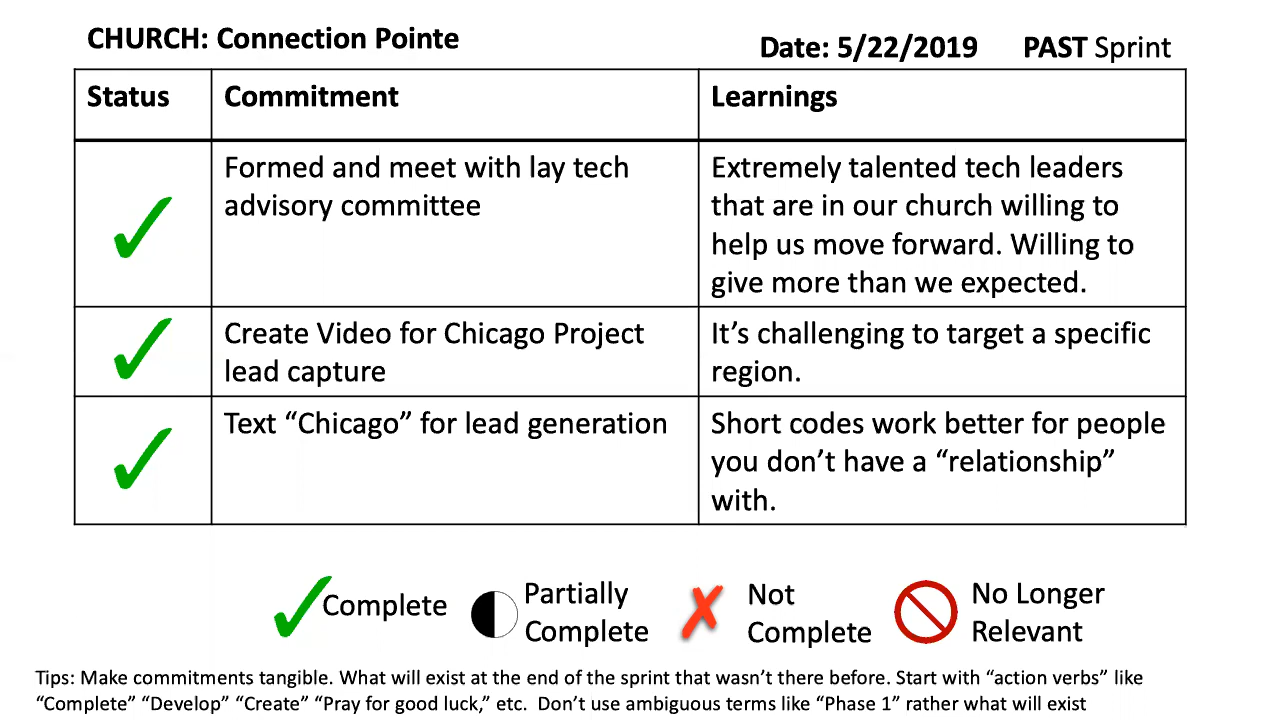 CHURCH: Connection Pointe
Date: 5/22/2019 PAST Sprint
Status Commitment Learnings
Formed and meet with lay tech
advisory committee
Extremely talented tech leaders
that are in our church willing to
help us move forward. Willing to
give more than we expected.
Create Video for Chicago Project
lead capture
It’s challenging to target a specific
region.
Text “Chicago” for lead generation
Short codes work better for people
you don’t have a “relationship”
with.
Complete
Partially
Complete
Not
Complete
No Longer
Relevant
Tips: Make commitments tangible. What will exist at the end of the sprint that wasn’t there before. Start with “action verbs” like
“Complete” “Develop” “Create” “Pray for good luck,” etc.  Don’t use ambiguous terms like “Phase 1” rather what will exist